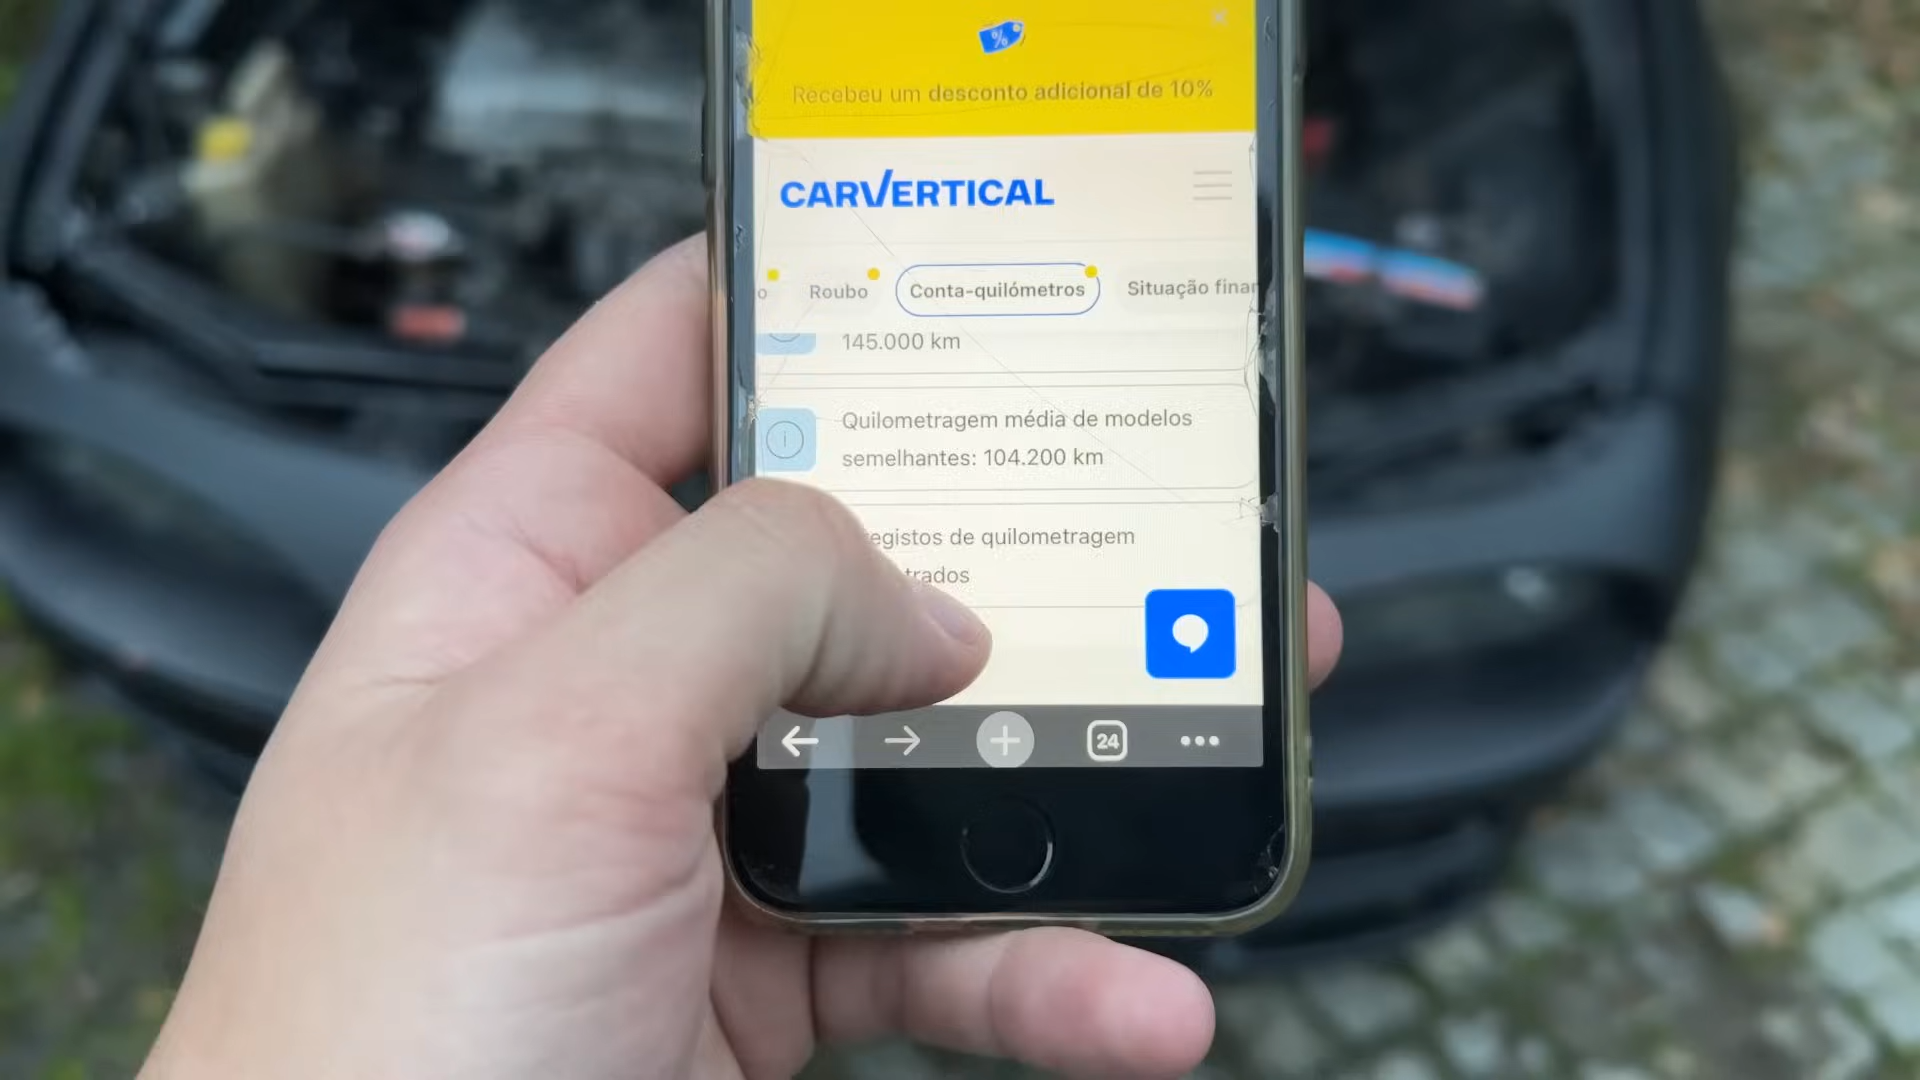 %
Recebeu um desconto adicional de 10%
CARVERTICAL
o Roubo Conta-quilómetros Situação finan
145.000 km
Quilometragem média de modelos
semelhantes: 104.200 km
egistos de quilometragem
trados
24